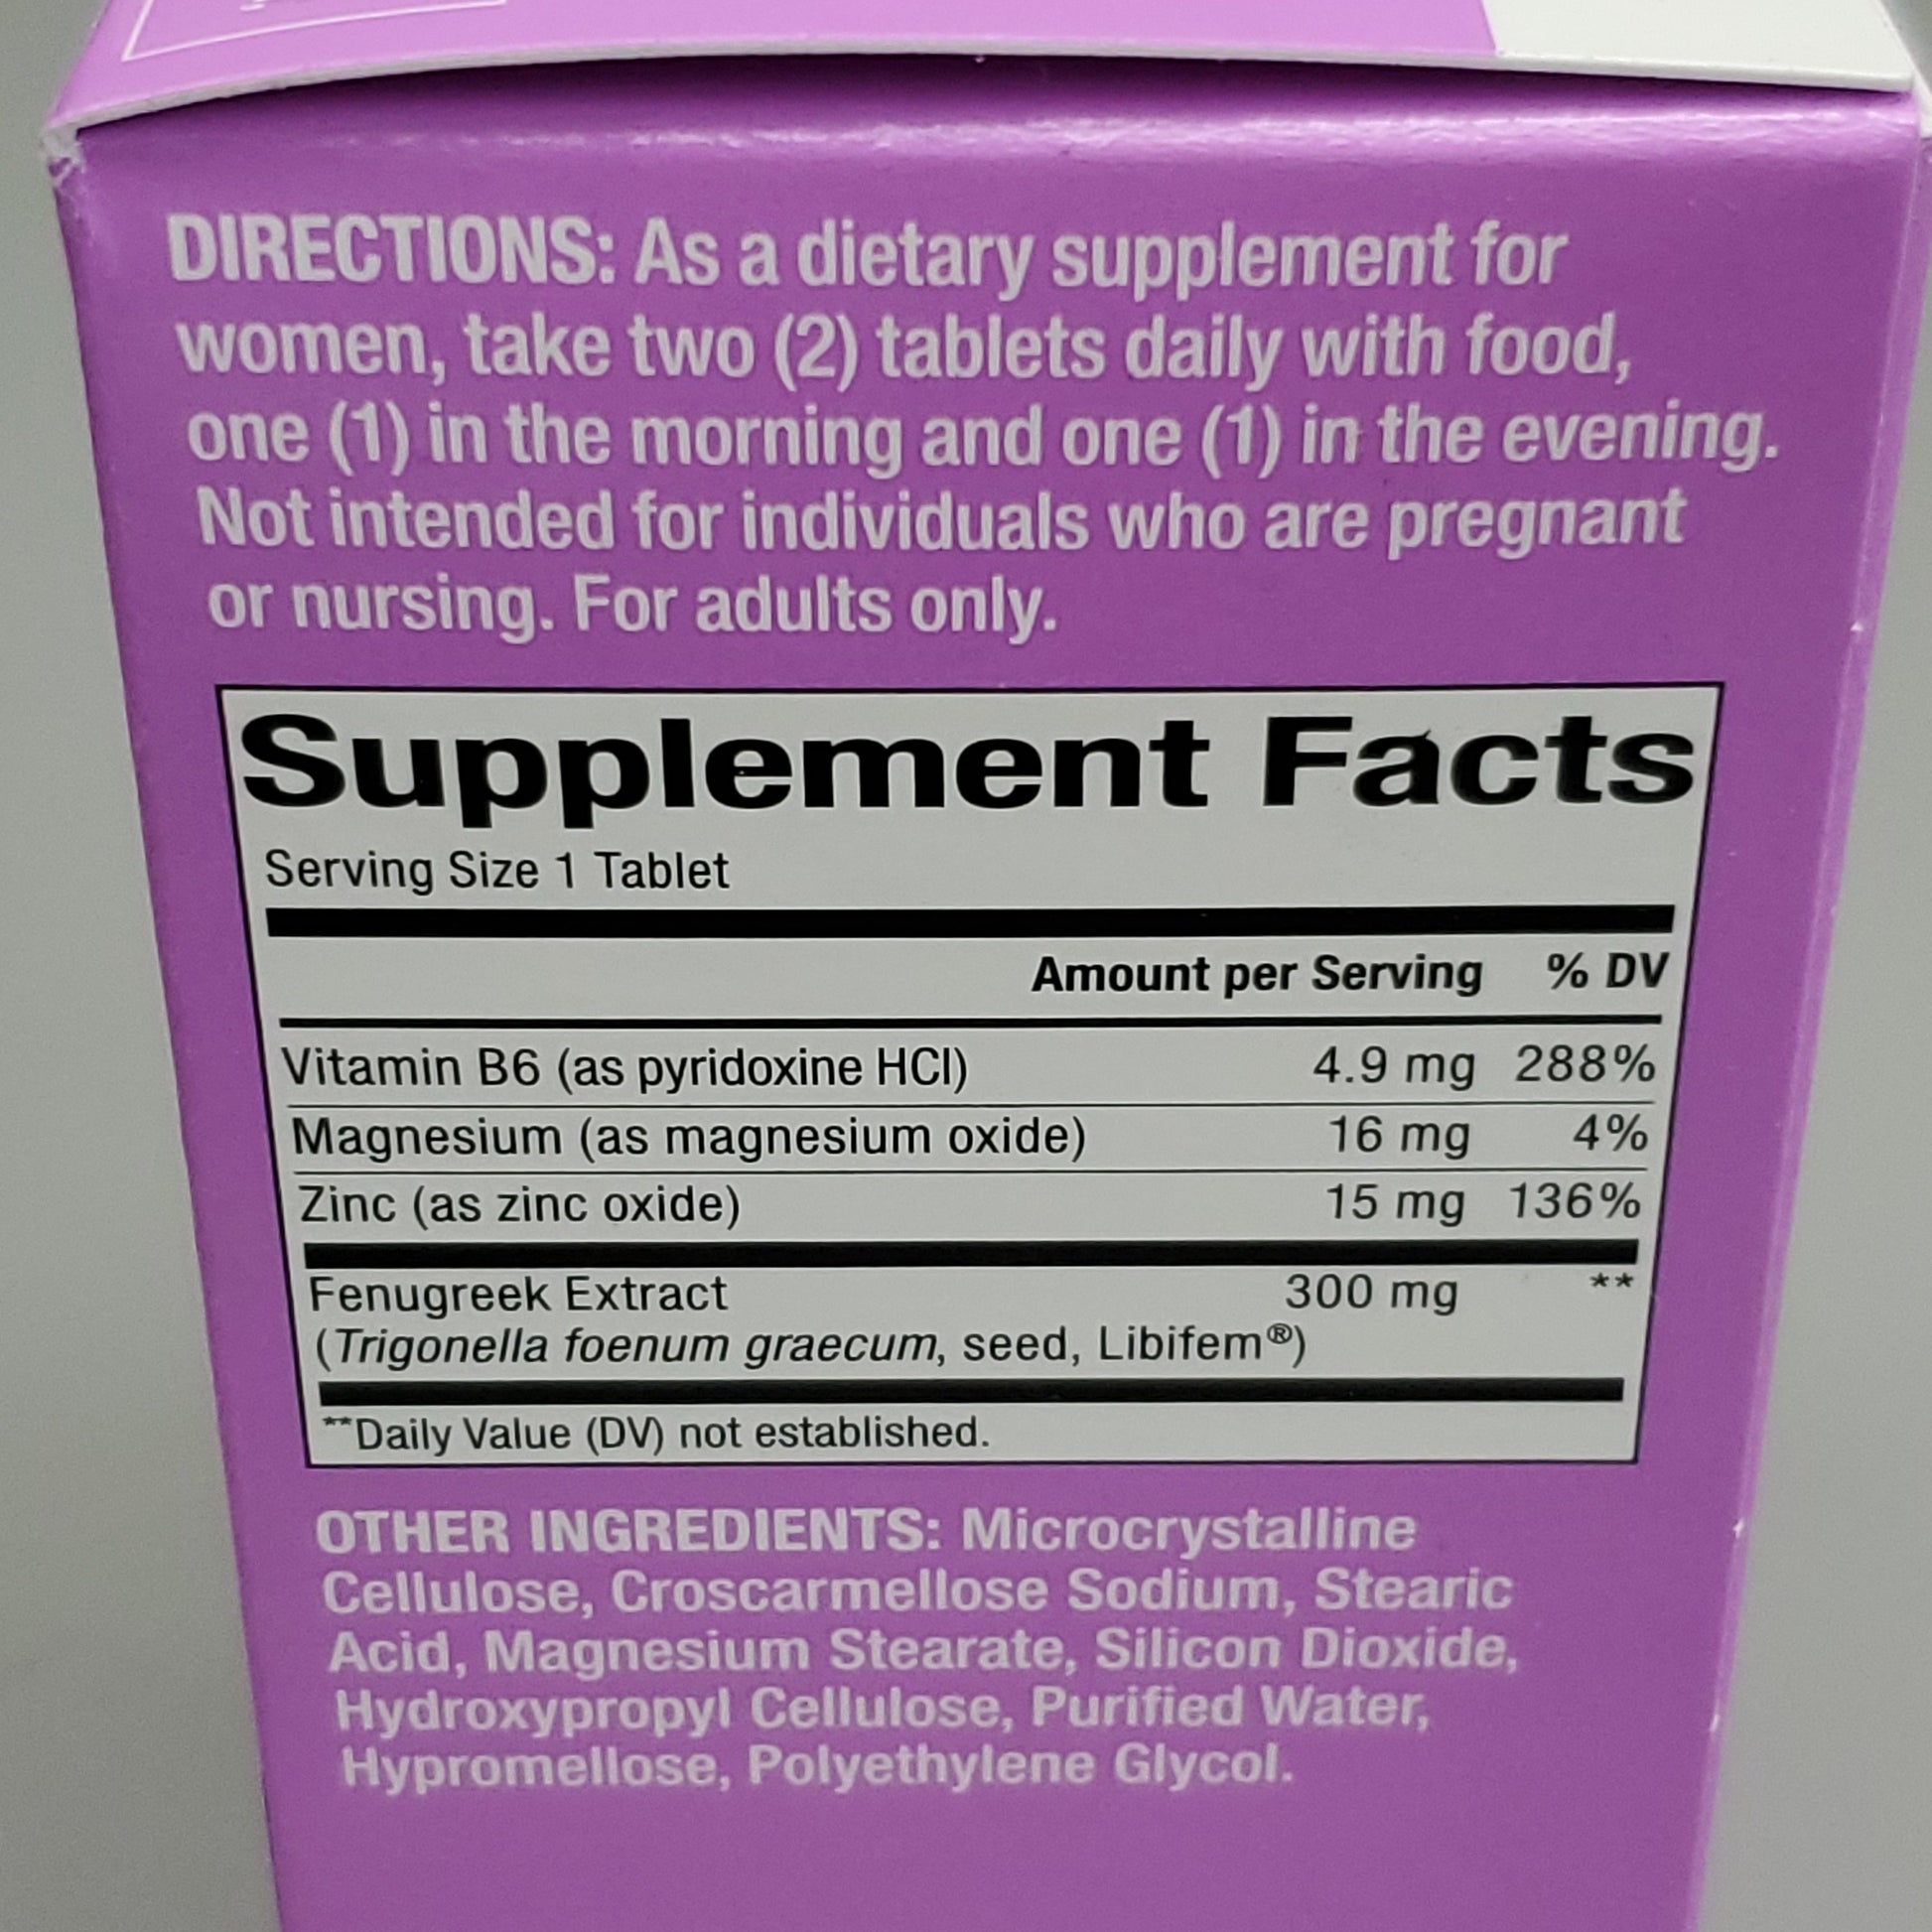 DIRECTIONS: As a dietary supplement for
women, take two (2) tablets daily with food,
one (1) in the morning and one (1) in the evening.
Not intended for individuals who are pregnant
or nursing. For adults only.
Supplement Facts
Serving Size 1 Tablet
Amount per Serving % DV
Vitamin B6 (as pyridoxine HCl) 4.9 mg 288%
Magnesium (as magnesium oxide) 16 mg 4%
Zinc (as zinc oxide) 15 mg 136%
Fenugreek Extract 300 mg **
(Trigonella foenum graecum, seed, Libifem®)
**Daily Value (DV) not established.
OTHER INGREDIENTS: Microcrystalline
Cellulose, Croscarmellose Sodium, Stearic
Acid, Magnesium Stearate, Silicon Dioxide,
Hydroxypropyl Cellulose, Purified Water,
Hypromellose, Polyethylene Glycol.